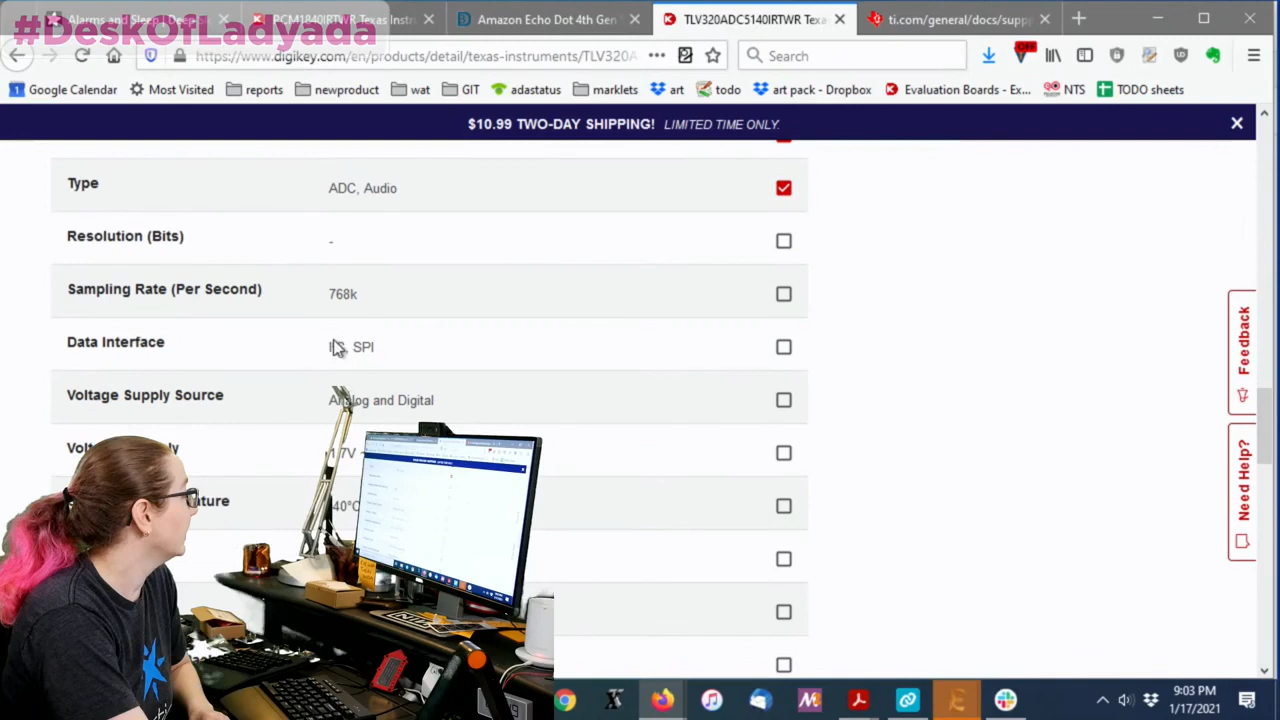 Alarms and Sleep | Deep Sl
PCM1840IRTWR Texas Instr
Amazon Echo Dot 4th Gen
TLV320ADC5140IRTWR Texa
ti.com/general/docs/supp
#DeskOfLadyada
https://www.digikey.com/en/products/detail/texas-instruments/TLV320A
Search
OFF
Google Calendar
Most Visited
reports
newproduct
wat
GIT
adastatus
marklets
art
todo
art pack - Dropbox
Evaluation Boards - Ex...
NTS
TODO sheets
$10.99 TWO-DAY SHIPPING! LIMITED TIME ONLY.
Type
ADC, Audio
Resolution (Bits)
-
Sampling Rate (Per Second)
768k
Data Interface
SPI
Voltage Supply Source
Analog and Digital
Feedback
Need Help?
9:03 PM
1/17/2021